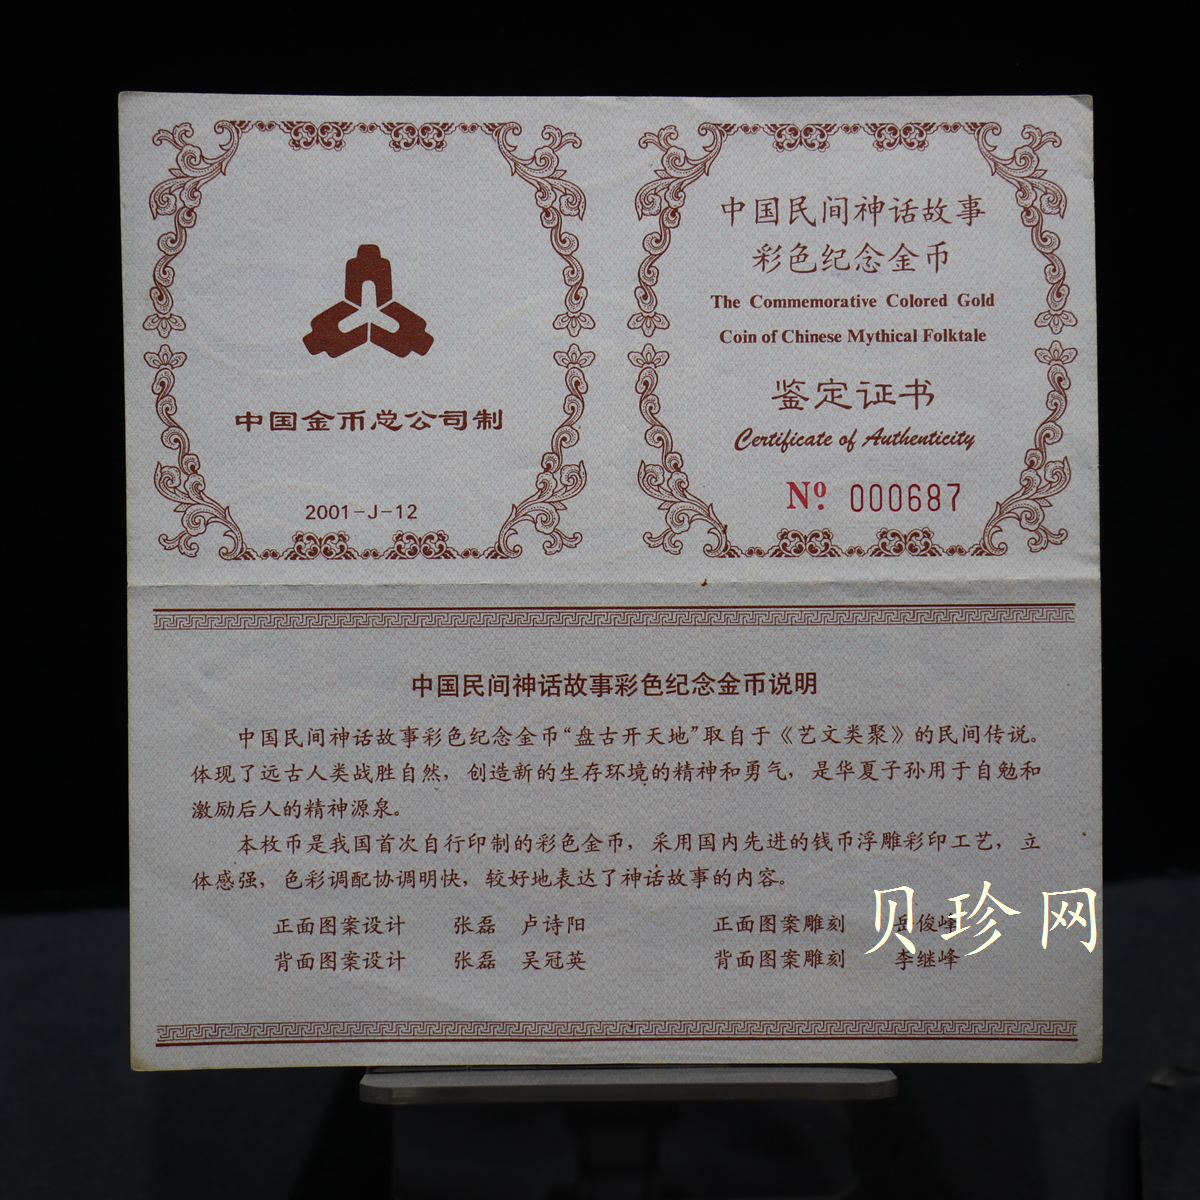 中国金币总公司制
2001-J-12
中国民间神话故事
彩色纪念金币
The Commemorative Colored Gold
Coin of Chinese Mythical Folktale
鉴定证书
Certificate of Authenticity
Nº 000687
中国民间神话故事彩色纪念金币说明
中国民间神话故事彩色纪念金币“盘古开天地”取自于《艺文类聚》的民间传说。
体现了远古人类战胜自然，创造新的生存环境的精神和勇气，是华夏子孙用于自勉和
激励后人的精神源泉。
本枚币是我国首次自行印制的彩色金币，采用国内先进的钱币浮雕彩印工艺，立
体感强，色彩调配协调明快，较好地表达了神话故事的内容。
正面图案设计 张磊 卢诗阳 正面图案雕刻 岳俊峰
背面图案设计 张磊 吴冠英 背面图案雕刻 李继峰
贝珍网